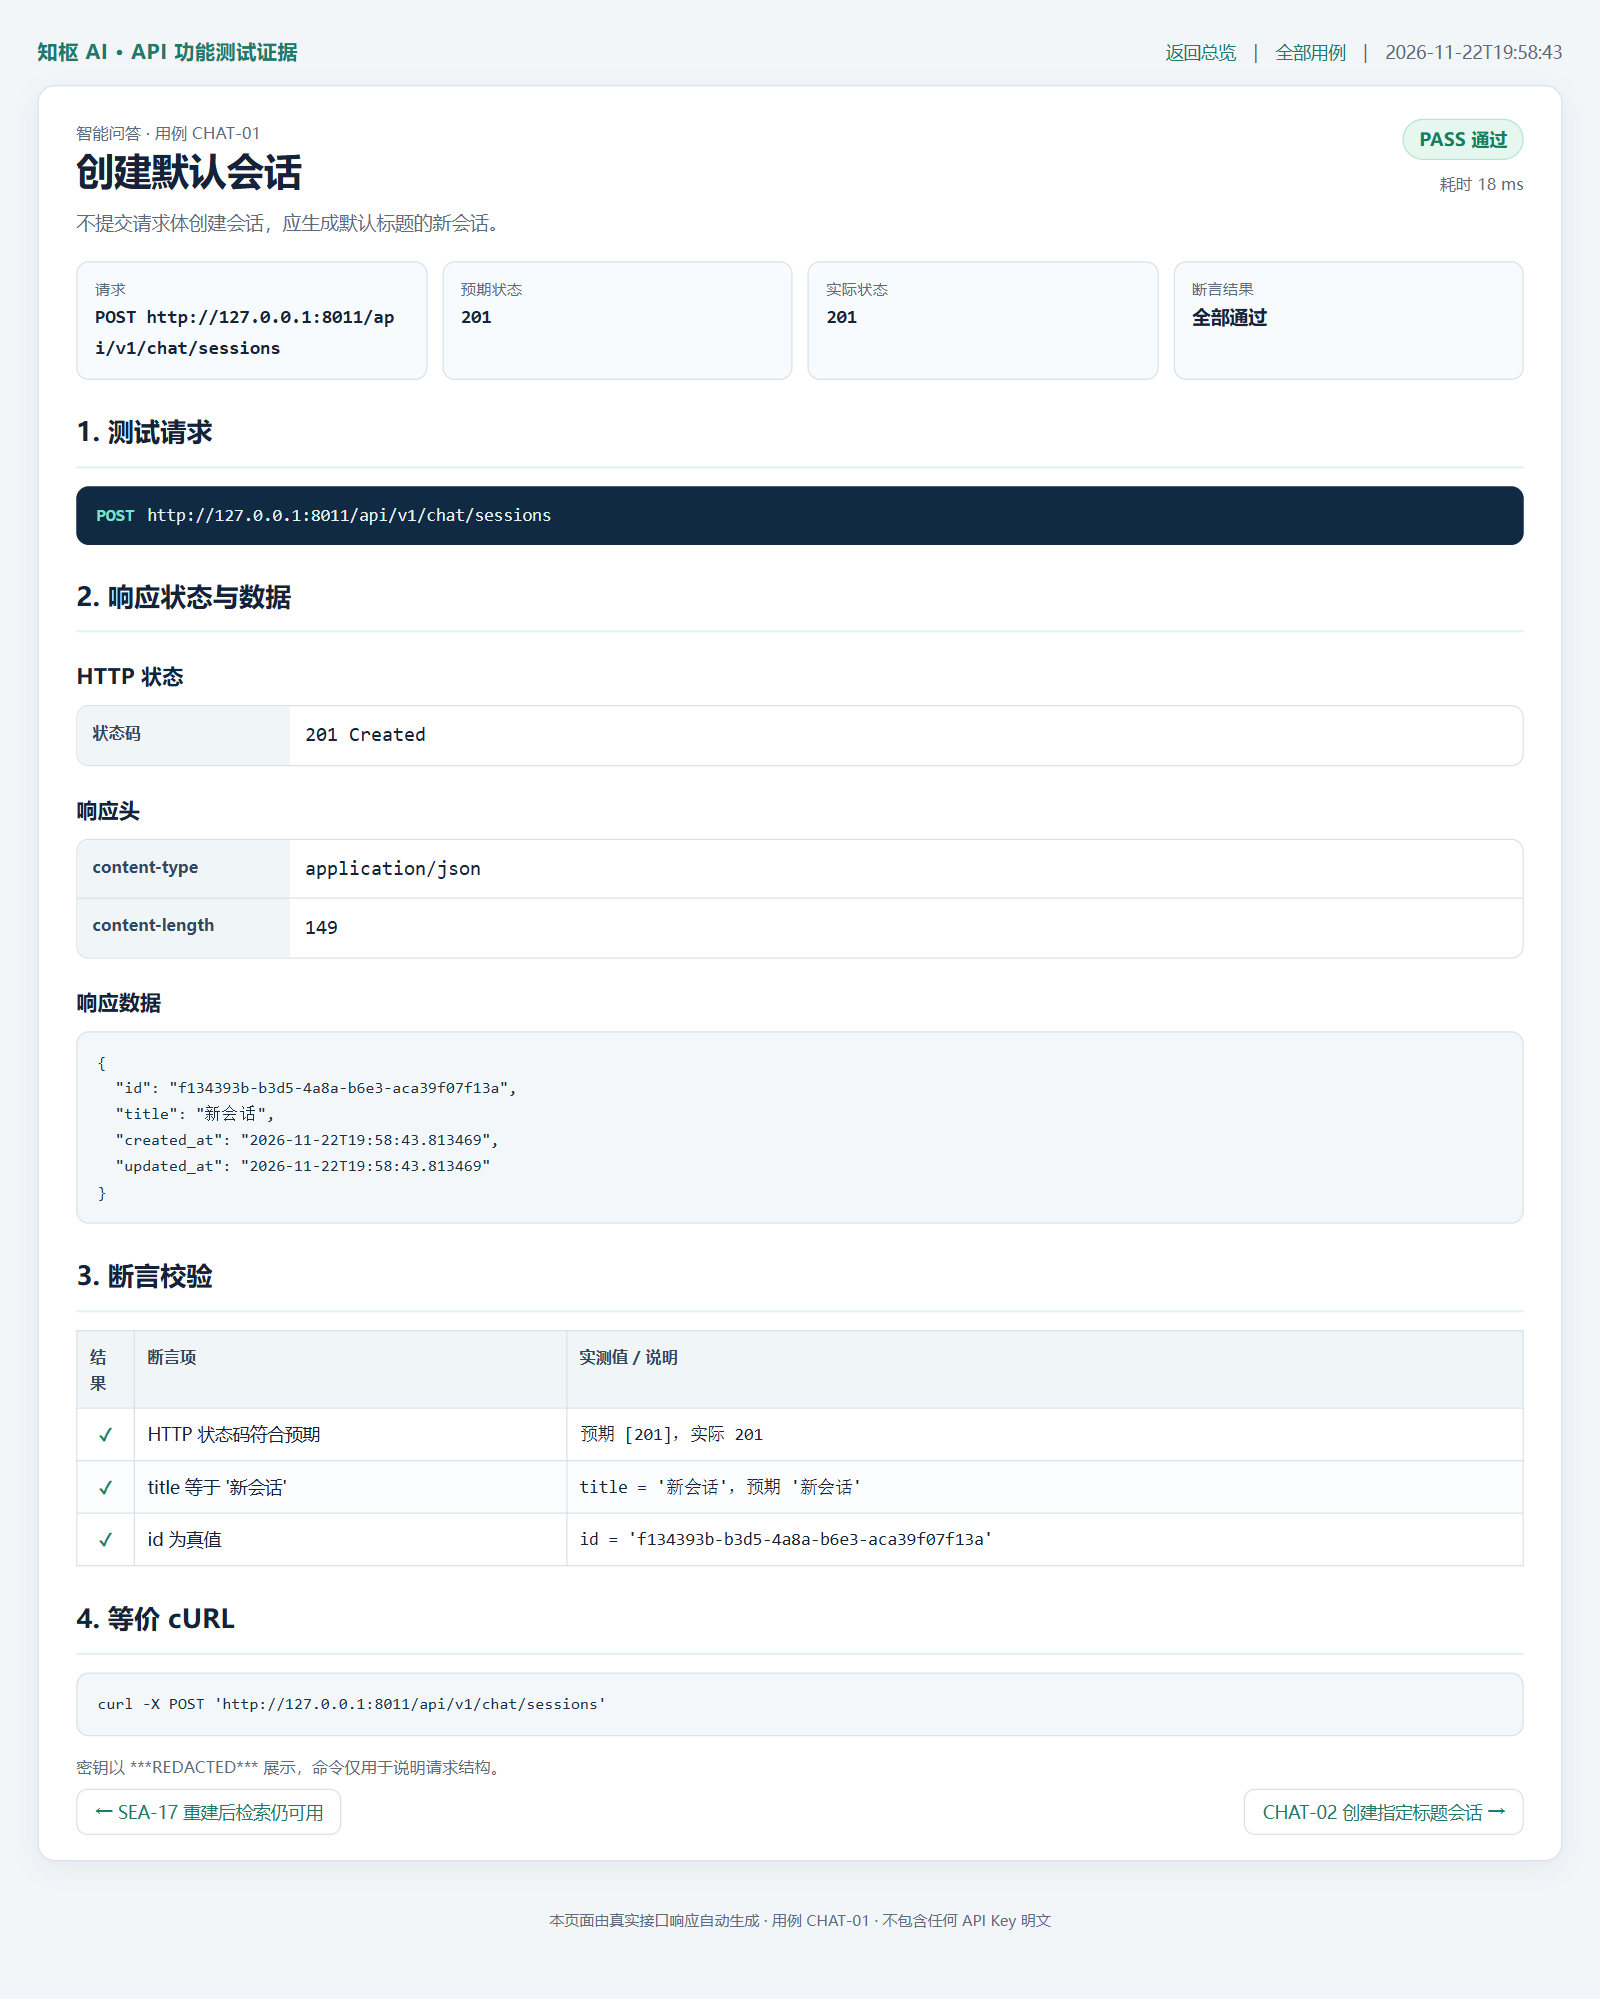 知枢 AI · API 功能测试证据
返回总览 | 全部用例 | 2026-11-22T19:58:43
智能问答 · 用例 CHAT-01
创建默认会话
不提交请求体创建会话，应生成默认标题的新会话。
PASS 通过
耗时 18 ms
请求
POST http://127.0.0.1:8011/ap
i/v1/chat/sessions
预期状态
201
实际状态
201
断言结果
全部通过
1. 测试请求
POST http://127.0.0.1:8011/api/v1/chat/sessions
2. 响应状态与数据
HTTP 状态
状态码 201 Created
响应头
content-type application/json
content-length 149
响应数据
{
"id": "f134393b-b3d5-4a8a-b6e3-aca39f07f13a",
"title": "新会话",
"created_at": "2026-11-22T19:58:43.813469",
"updated_at": "2026-11-22T19:58:43.813469"
}
3. 断言校验
结果 断言项 实测值 / 说明
✓ HTTP 状态码符合预期 预期 [201]，实际 201
✓ title 等于 '新会话' title = '新会话'，预期 '新会话'
✓ id 为真值 id = 'f134393b-b3d5-4a8a-b6e3-aca39f07f13a'
4. 等价 cURL
curl -X POST 'http://127.0.0.1:8011/api/v1/chat/sessions'
密钥以 ***REDACTED*** 展示，命令仅用于说明请求结构。
← SEA-17 重建后检索仍可用
CHAT-02 创建指定标题会话 →
本页面由真实接口响应自动生成 · 用例 CHAT-01 · 不包含任何 API Key 明文